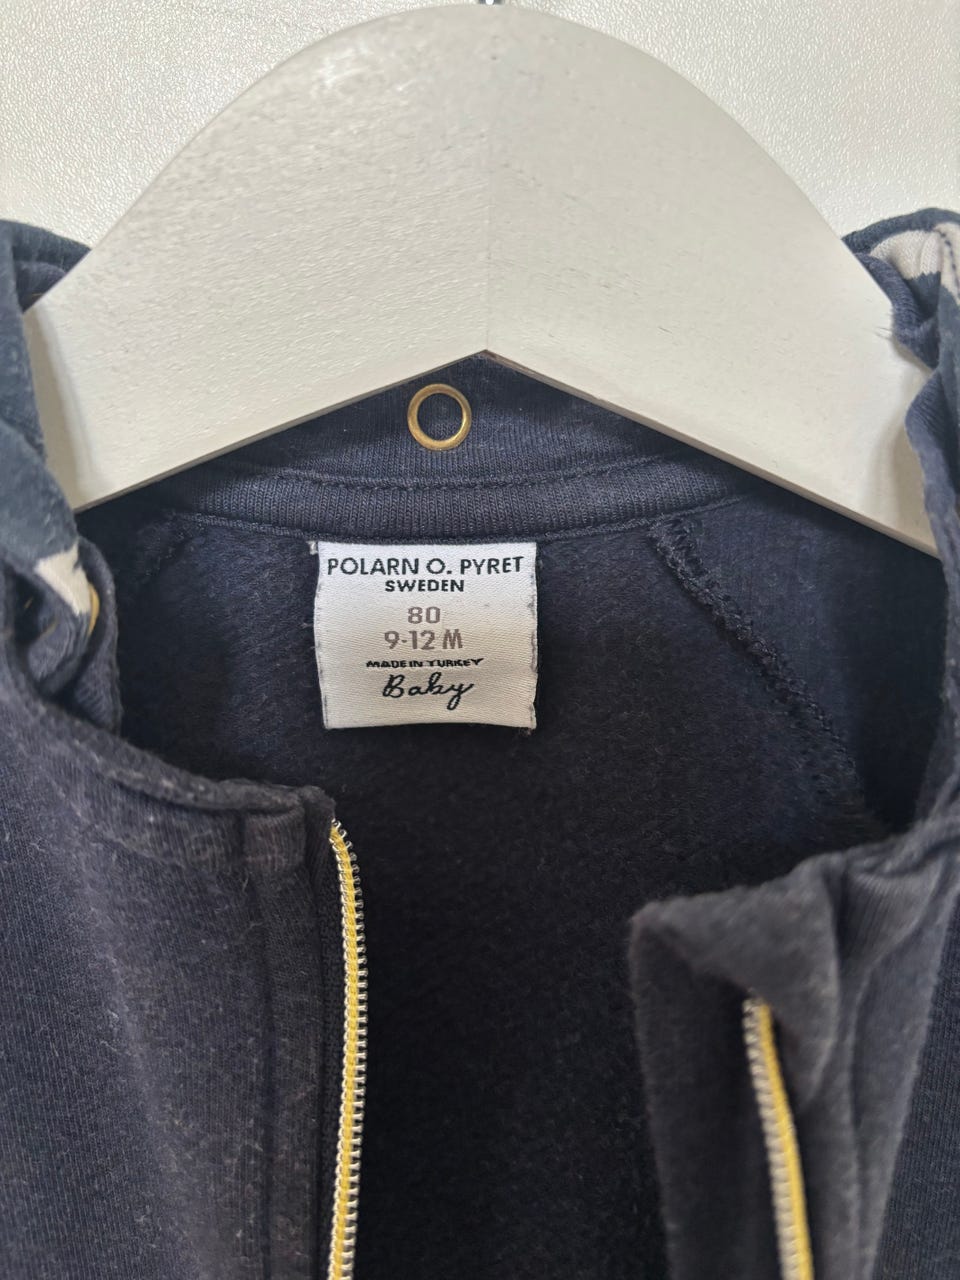 POLARN O. PYRET
SWEDEN
80
9-12 M
MADE IN TURKEY
Baby